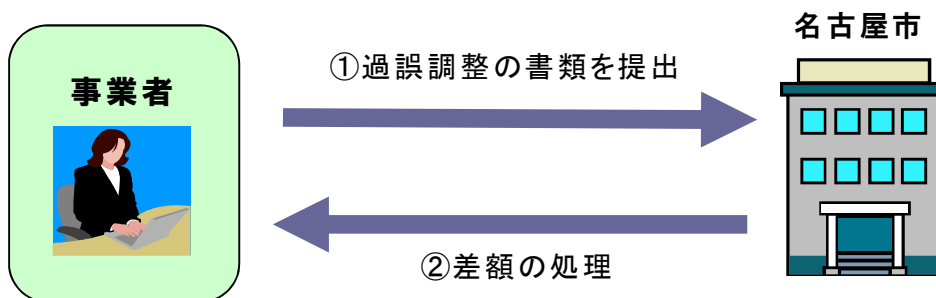 名古屋市
①過誤調整の書類を提出
事業者
②差額の処理